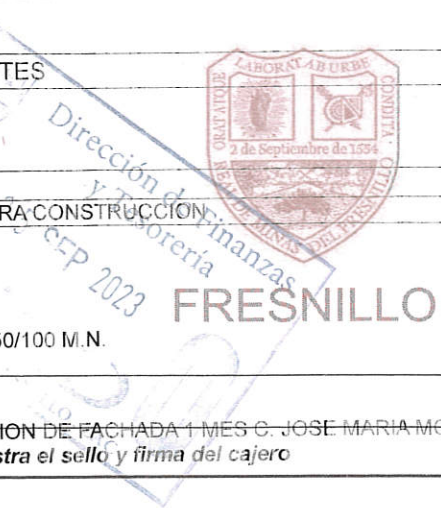 TES
LABORAT AB URBE CONDITA
ORAT ATQUE
2 de Septiembre de 1554
REAL DE MINAS DEL FRESNILLO
Dirección de Finanzas
y Tesorería
RA CONSTRUCCION
SEP 2023
FRESNILLO
50/100 M.N.
ION DE FACHADA 1 MES C. JOSE MARIA MO
stra el sello y firma del cajero